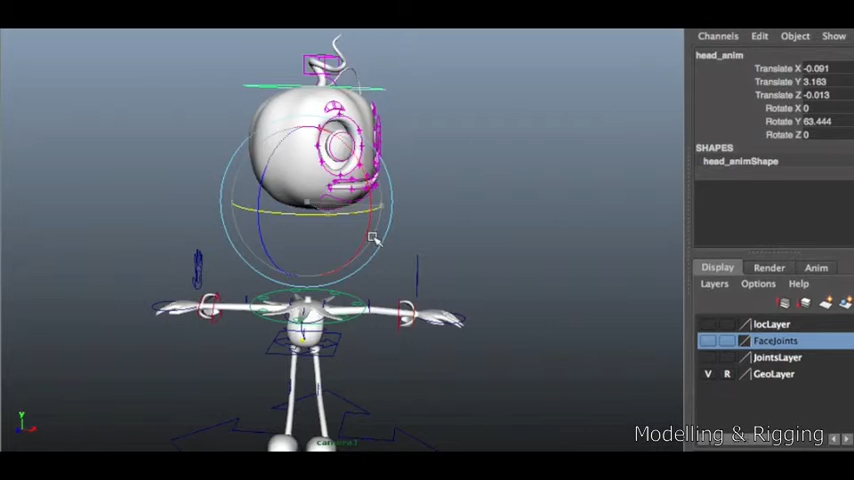 Channels Edit Object Show
head_anim
Translate X -0.091
Translate Y 3.163
Translate Z -0.013
Rotate X 0
Rotate Y 63.444
Rotate Z 0
SHAPES
head_animShape
Display Render Anim
Layers Options Help
locLayer
FaceJoints
JointsLayer
V R GeoLayer
Modelling & Rigging
camera1
Y